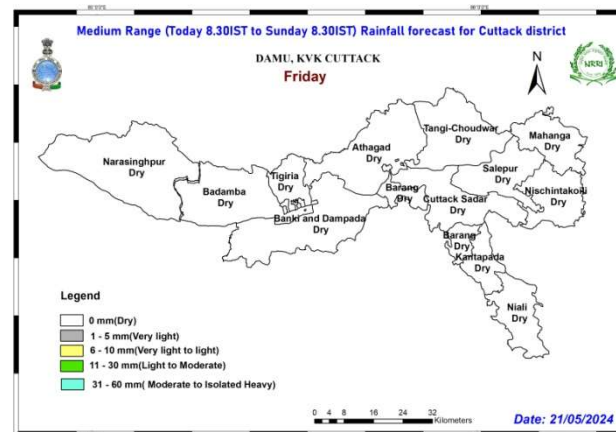 Medium Range (Today 8.30IST to Sunday 8.30IST) Rainfall forecast for Cuttack district
DAMU, KVK CUTTACK
Friday
N
NRRI
Tangi-Choudwar
Dry
Mahanga
Dry
Athagad
Dry
Narasinghpur
Dry
Salepur
Dry
Tigiria
Dry
Badamba
Dry
Barang
Dry
Nischintakoili
Dry
Cuttack Sadar
Dry
Banki and Dampada
Dry
Barang
Dry
Kantapada
Dry
Niali
Dry
Legend
0 mm(Dry)
1 - 5 mm(Very light)
6 - 10 mm(Very light to light)
11 - 30 mm(Light to Moderate)
31 - 60 mm( Moderate to Isolated Heavy)
0 4 8 16 24 32
Kilometers
Date: 21/05/2024